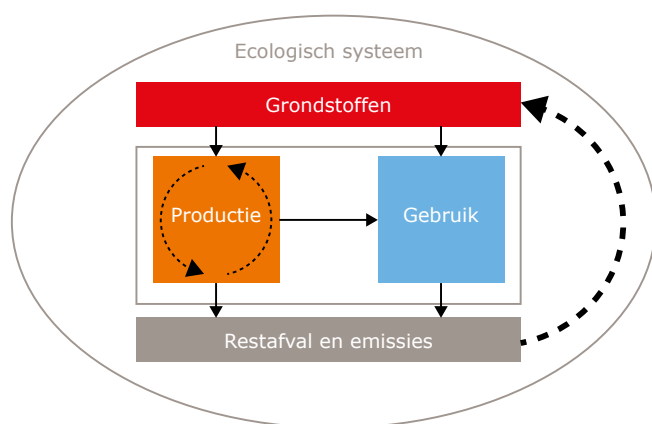 Ecologisch systeem
Grondstoffen
Productie
Gebruik
Restafval en emissies